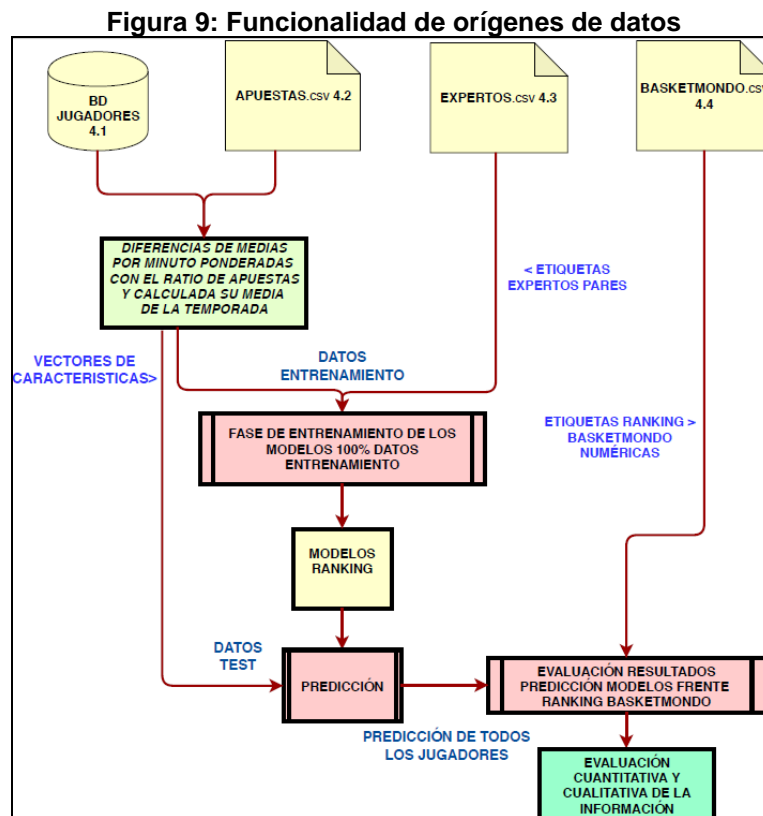 Figura 9: Funcionalidad de orígenes de datos
BD
JUGADORES
4.1
APUESTAS.csv 4.2
EXPERTOS.csv 4.3
BASKETMONDO.csv
4.4
DIFERENCIAS DE MEDIAS
POR MINUTO PONDERADAS
CON EL RATIO DE APUESTAS
Y CALCULADA SU MEDIA
DE LA TEMPORADA
< ETIQUETAS
EXPERTOS PARES
VECTORES DE
CARACTERISTICAS>
DATOS
ENTRENAMIENTO
FASE DE ENTRENAMIENTO DE LOS
MODELOS 100% DATOS
ENTRENAMIENTO
ETIQUETAS RANKING >
BASKETMONDO
NUMÉRICAS
MODELOS
RANKING
DATOS
TEST
PREDICCIÓN
EVALUACIÓN RESULTADOS
PREDICCIÓN MODELOS FRENTE
RANKING BASKETMONDO
PREDICCIÓN DE TODOS
LOS JUGADORES
EVALUACIÓN
CUANTITATIVA Y
CUALITATIVA DE LA
INFORMACIÓN